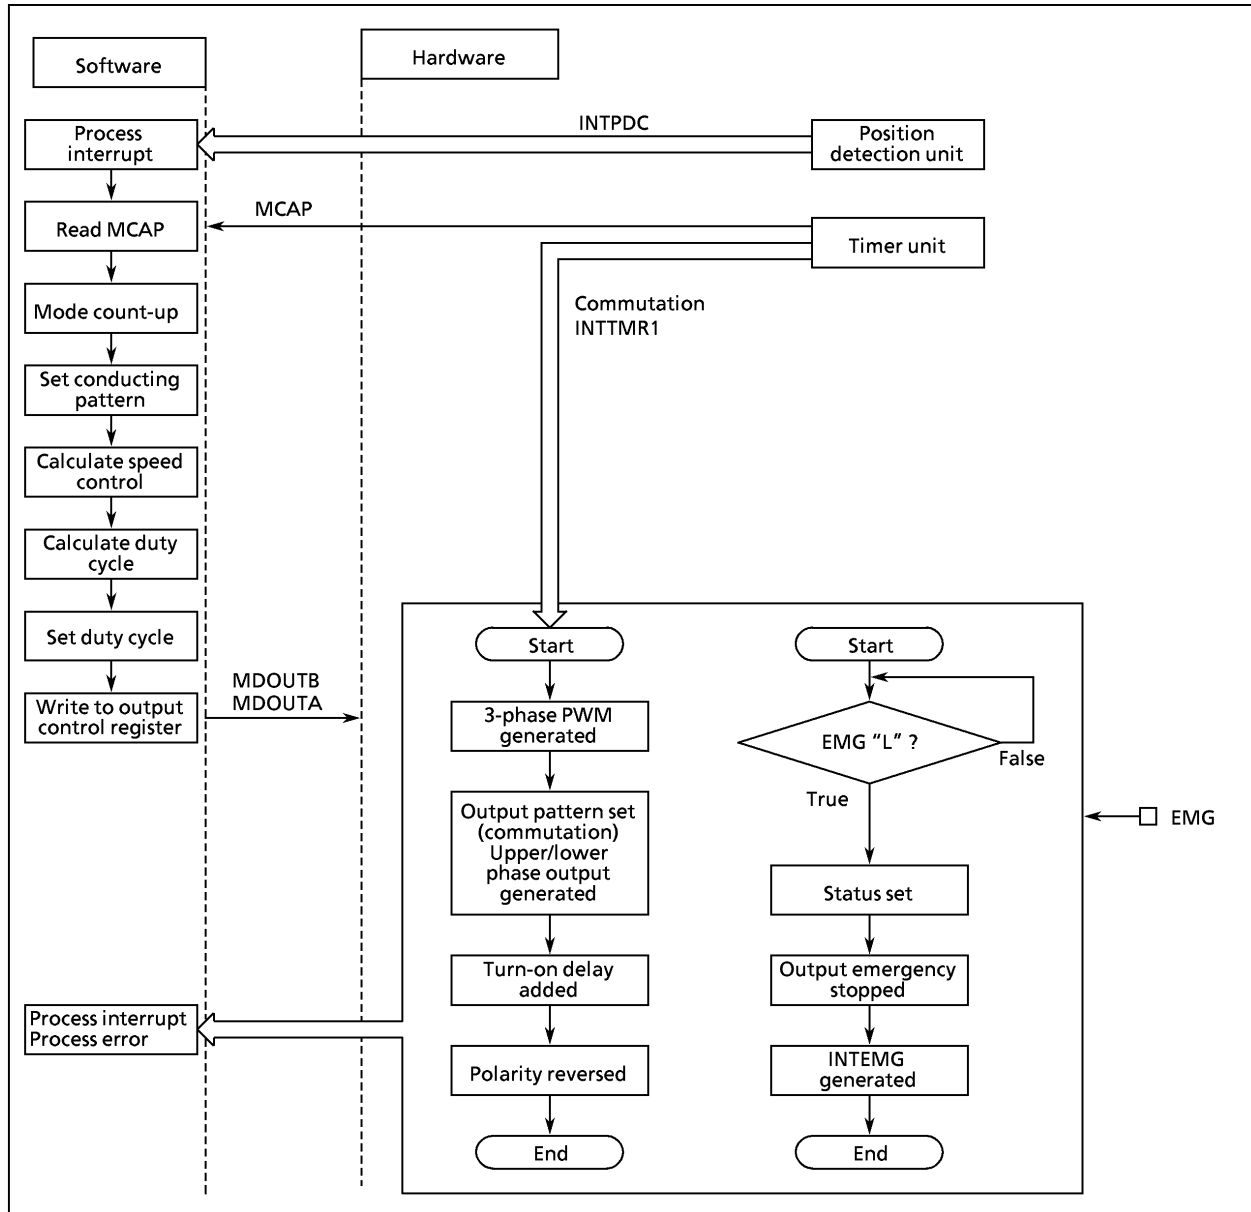 Software
Hardware
INTPDC
Process
interrupt
Position
detection unit
MCAP
Read MCAP
Timer unit
Commutation
INTTMR1
Mode count-up
Set conducting
pattern
Calculate speed
control
Calculate duty
cycle
Set duty cycle
MDOUTB
MDOUTA
Write to output
control register
Start
3-phase PWM
generated
Output pattern set
(commutation)
Upper/lower
phase output
generated
Turn-on delay
added
Polarity reversed
End
Start
EMG “L” ?
False
True
Status set
Output emergency
stopped
INTEMG
generated
End
EMG
Process interrupt
Process error